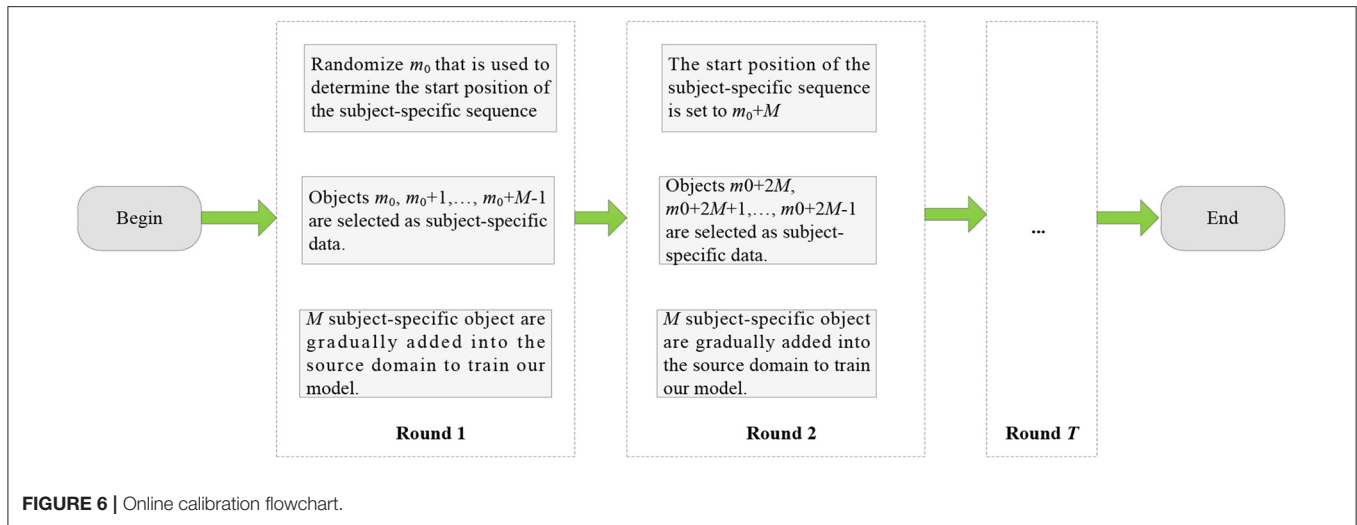 Begin
Randomize m₀ that is used to
determine the start position of
the subject-specific sequence
Objects m₀, m₀+1,…, m₀+M-1
are selected as subject-specific
data.
M subject-specific object are
gradually added into the
source domain to train our
model.
Round 1
The start position of the
subject-specific sequence
is set to m₀+M
Objects m0+2M,
m0+2M+1,…, m0+2M-1
are selected as subject-
specific data.
M subject-specific object
are gradually added into
the source domain to train
our model.
Round 2
...
Round T
End
FIGURE 6 | Online calibration flowchart.